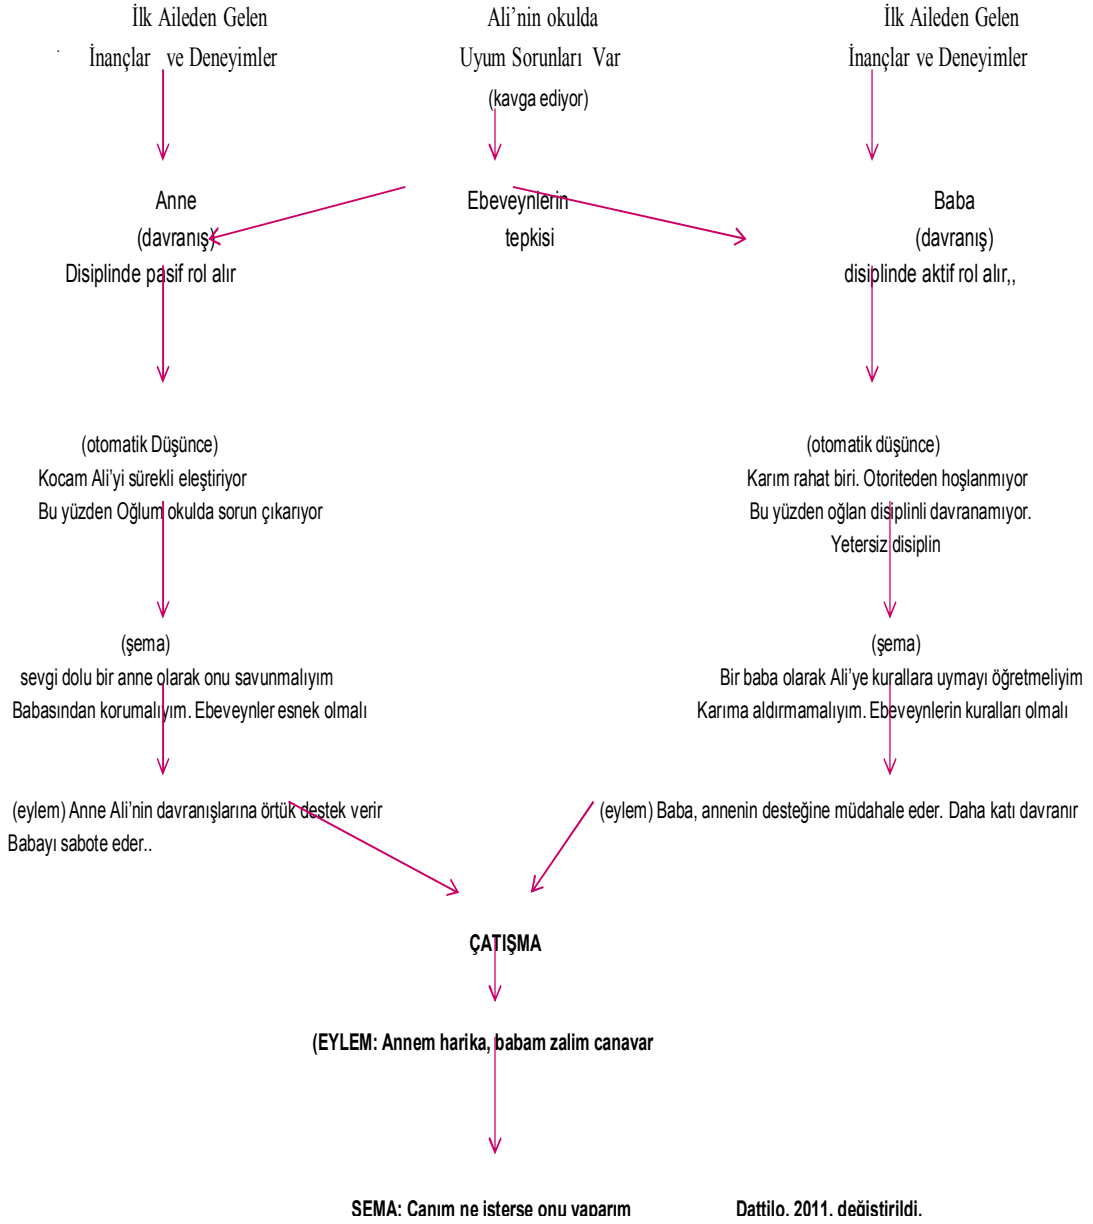 İlk Aileden Gelen
İnançlar ve Deneyimler
Ali'nin okulda
Uyum Sorunları Var
(kavga ediyor)
İlk Aileden Gelen
İnançlar ve Deneyimler
Anne
(davranış)
Disiplinde pasif rol alır
Ebeveynlerin
tepkisi
Baba
(davranış)
disiplinde aktif rol alır,,
(otomatik Düşünce)
Kocam Ali'yi sürekli eleştiriyor
Bu yüzden Oğlum okulda sorun çıkarıyor
(otomatik düşünce)
Karım rahat biri. Otoriteden hoşlanmıyor
Bu yüzden oğlan disiplinli davranamıyor.
Yetersiz disiplin
(şema)
sevgi dolu bir anne olarak onu savunmalıyım
Babasından korumalıyım. Ebeveynler esnek olmalı
(şema)
Bir baba olarak Ali'ye kurallara uymayı öğretmeliyim
Karıma aldırmamalıyım. Ebeveynlerin kuralları olmalı
(eylem) Anne Ali'nin davranışlarına örtük destek verir
Babayı sabote eder..
(eylem) Baba, annenin desteğine müdahale eder. Daha katı davranır
ÇATIŞMA
(EYLEM: Annem harika, babam zalim canavar
ŞEMA: Canım ne isterse onu yaparım
Dattilo, 2011, değiştirildi.